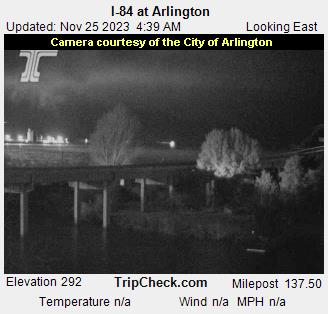 I-84 at Arlington
Updated: Nov 25 2023 4:39 AM Looking East
Camera courtesy of the City of Arlington
Elevation 292 TripCheck.com Milepost 137.50
Temperature n/a Wind n/a MPH n/a